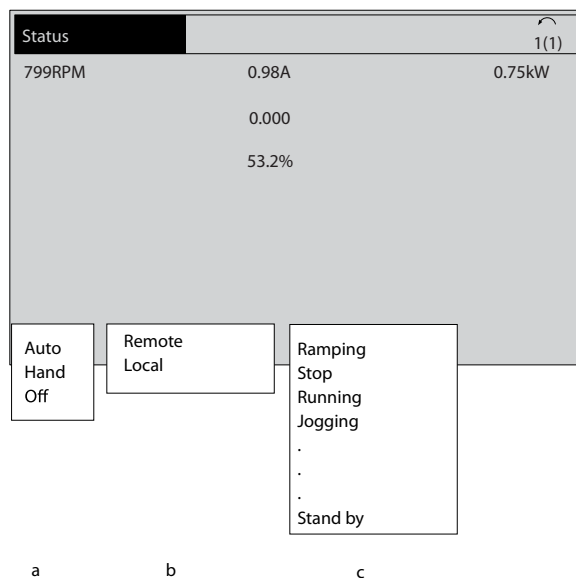 Status
1(1)
799RPM 0.98A 0.75kW
0.000
53.2%
Auto
Hand
Off
Remote
Local
Ramping
Stop
Running
Jogging
.
.
.
Stand by
a b c